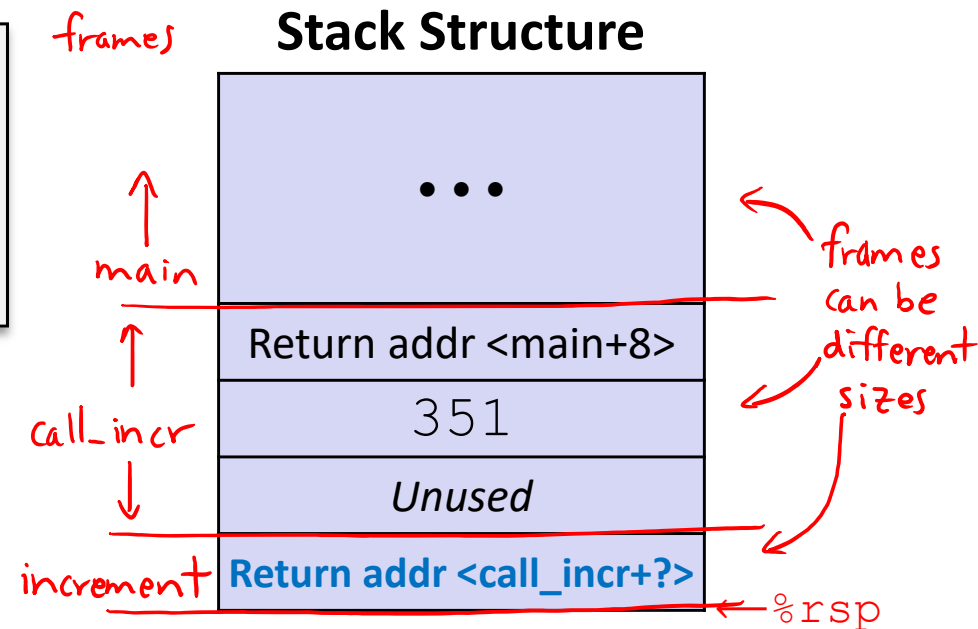 frames
Stack Structure
...
main
Return addr <main+8>
frames
can be
different
sizes
351
call_incr
Unused
increment
Return addr <call_incr+?>
%rsp